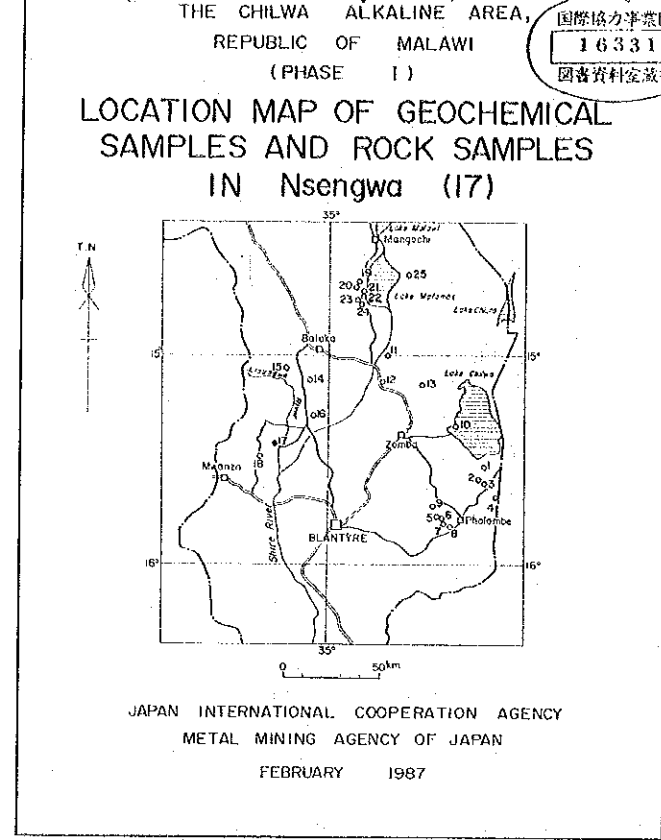 THE CHILWA ALKALINE AREA,
REPUBLIC OF MALAWI
(PHASE I)
国際協力事業
16331
図書資料室蔵
LOCATION MAP OF GEOCHEMICAL
SAMPLES AND ROCK SAMPLES
IN Nsengwa (17)
T.N
35°
Lake Malawi
Mangochi
19
25
20
21
23
22
24
Lake Malombe
Lake Chiuta
Balaka
15°
15°
11
15
14
12
13
Lake Chilwa
16
10
17
Zomba
18
Mwanza
1
2
3
4
9
5
6
Phalombe
7
8
BLANTYRE
Shire River
16°
16°
35°
0
50km
JAPAN INTERNATIONAL COOPERATION AGENCY
METAL MINING AGENCY OF JAPAN
FEBRUARY 1987